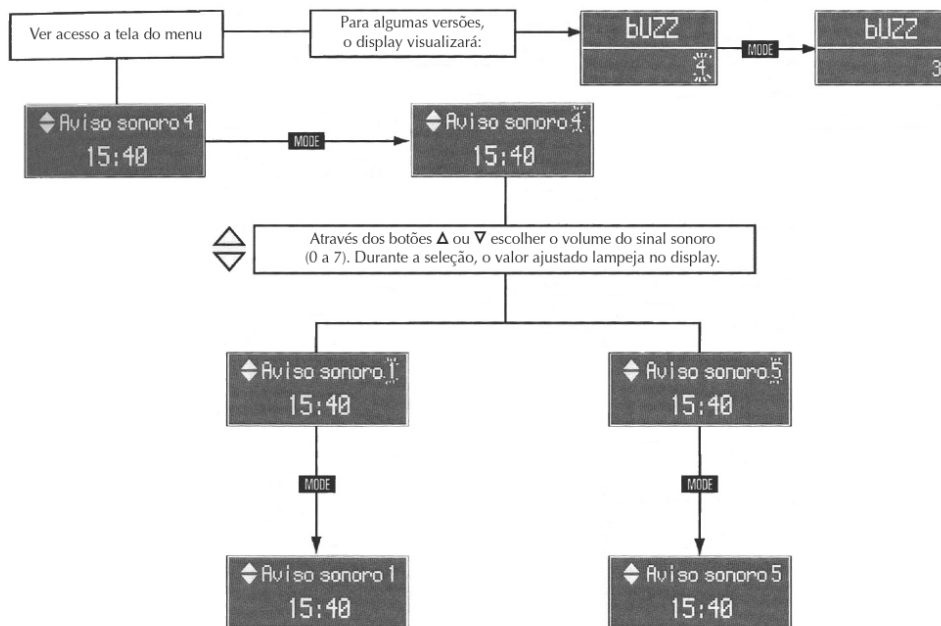 Ver acesso a tela do menu
Para algumas versões,
o display visualizará:
bUZZ
4
MODE
bUZZ
3
Aviso sonoro 4
15:40
MODE
Aviso sonoro 4
15:40
Através dos botões Δ ou ∇ escolher o volume do sinal sonoro
(0 a 7). Durante a seleção, o valor ajustado lampeja no display.
Aviso sonoro 1
15:40
Aviso sonoro 5
15:40
MODE
MODE
Aviso sonoro 1
15:40
Aviso sonoro 5
15:40